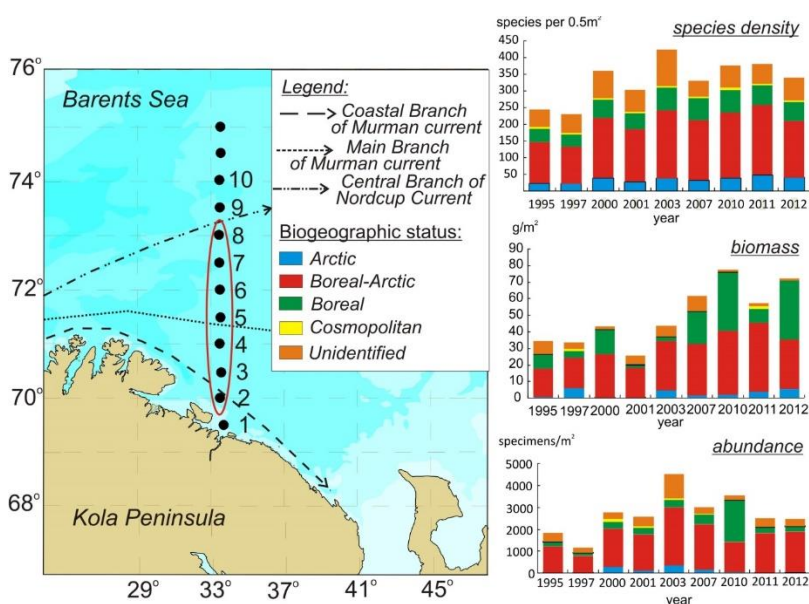 76°
74°
72°
70°
68°
Barents Sea
Kola Peninsula
10
9
8
7
6
5
4
3
2
1
29°
33°
37°
45°
Legend:
Coastal Branch
of Murman current
Main Branch
of Murman current
Central Branch of
Nordcup Current
Biogeographic status:
Arctic
Boreal-Arctic
Boreal
Cosmopolitan
Unidentified
species per 0.5m²
species density
450
400
350
300
250
200
150
100
50
1995 1997 2000 2001 2003 2007 2010 2011 2012
year
g/m²
biomass
90
80
70
60
50
40
30
20
10
0
1995 1997 2000 2001 2003 2007 2010 2011 2012
year
specimens/m²
abundance
5000
4000
3000
2000
1000
0
1995 1997 2000 2001 2003 2007 2010 2011 2012
year